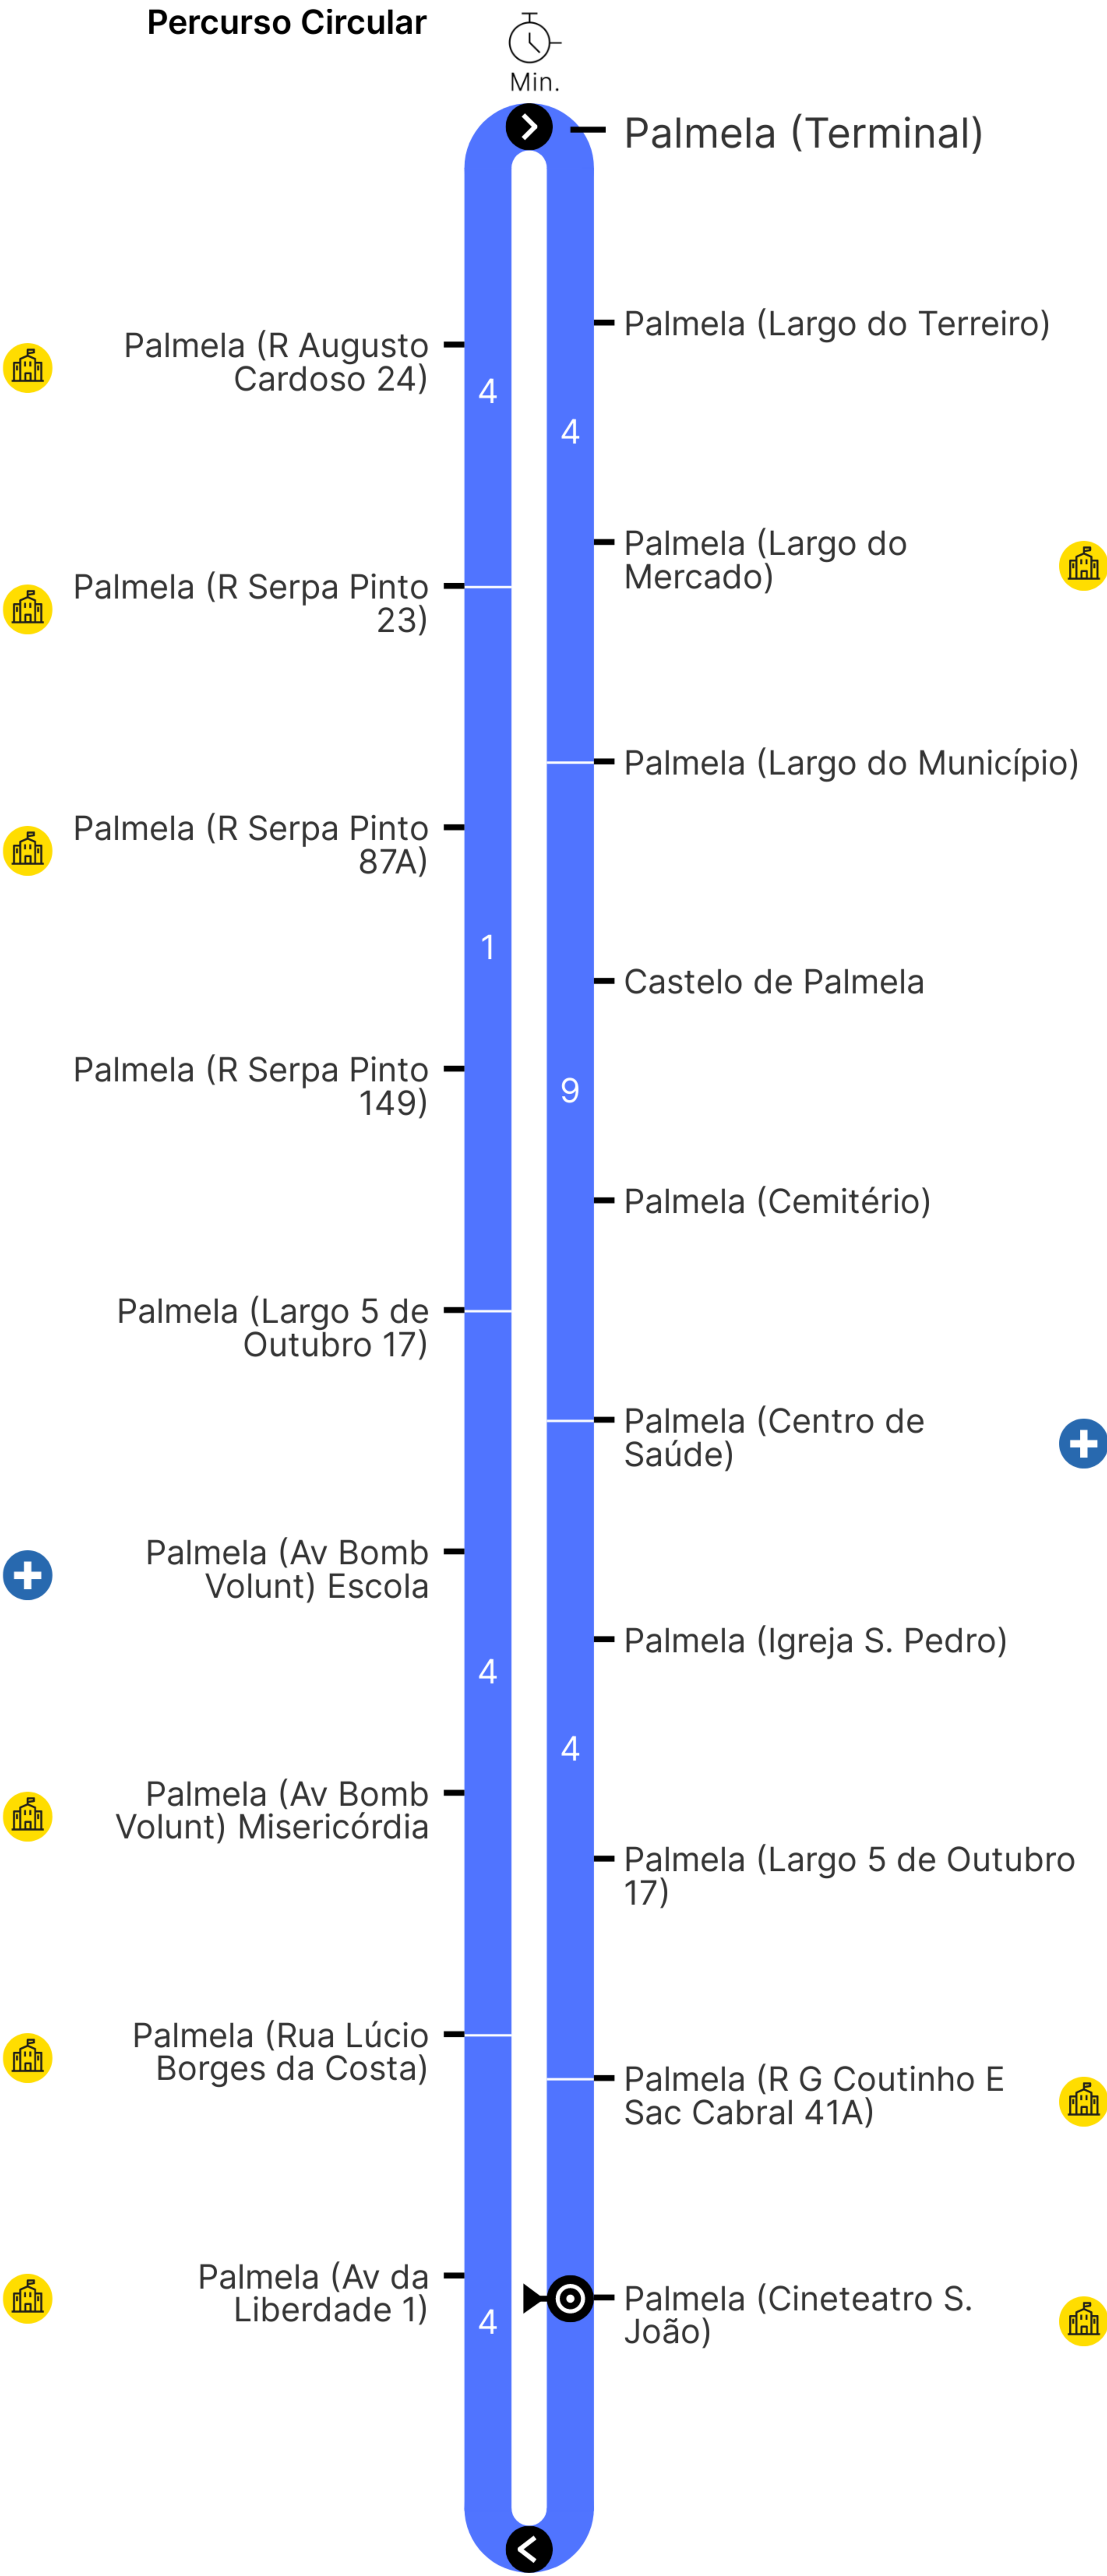 Percurso Circular
Min.
Palmela (Terminal)
Palmela (Largo do Terreiro)
Palmela (R Augusto
Cardoso 24)
4
4
Palmela (Largo do
Mercado)
Palmela (R Serpa Pinto
23)
Palmela (Largo do Município)
Palmela (R Serpa Pinto
87A)
1
Castelo de Palmela
Palmela (R Serpa Pinto
149)
9
Palmela (Cemitério)
Palmela (Largo 5 de
Outubro 17)
Palmela (Centro de
Saúde)
Palmela (Av Bomb
Volunt) Escola
Palmela (Igreja S. Pedro)
4
4
Palmela (Av Bomb
Volunt) Misericórdia
Palmela (Largo 5 de Outubro
17)
Palmela (Rua Lúcio
Borges da Costa)
Palmela (R G Coutinho E
Sac Cabral 41A)
Palmela (Av da
Liberdade 1)
4
Palmela (Cineteatro S.
João)